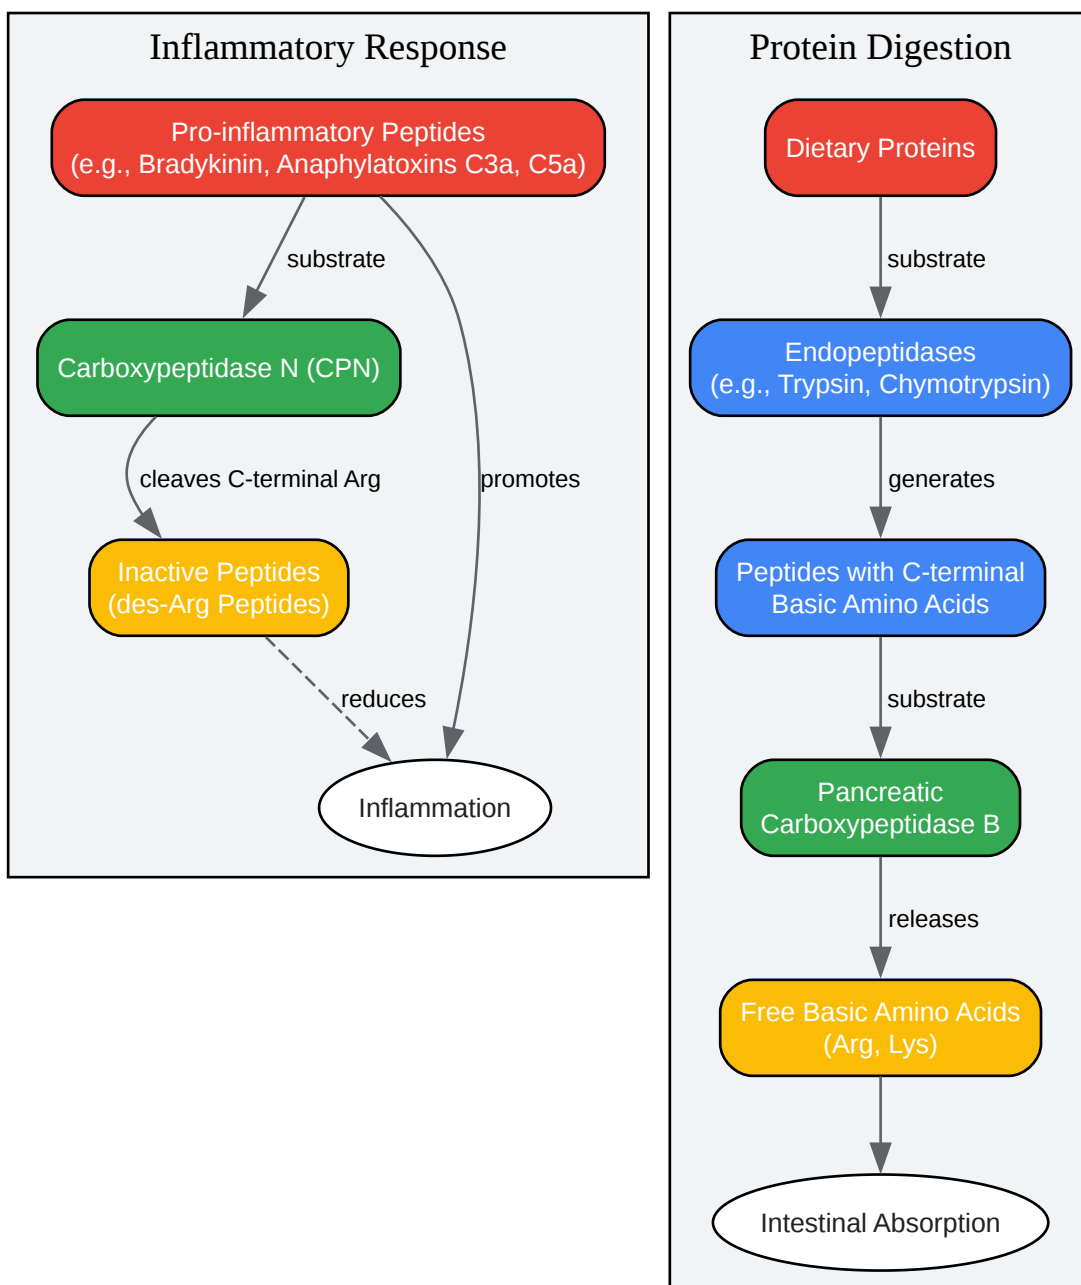 Inflammatory Response
Pro-inflammatory Peptides
(e.g., Bradykinin, Anaphylatoxins C3a, C5a)
substrate
Carboxypeptidase N (CPN)
cleaves C-terminal Arg
promotes
Inactive Peptides
(des-Arg Peptides)
reduces
Inflammation
Protein Digestion
Dietary Proteins
substrate
Endopeptidases
(e.g., Trypsin, Chymotrypsin)
generates
Peptides with C-terminal
Basic Amino Acids
substrate
Pancreatic
Carboxypeptidase B
releases
Free Basic Amino Acids
(Arg, Lys)
Intestinal Absorption